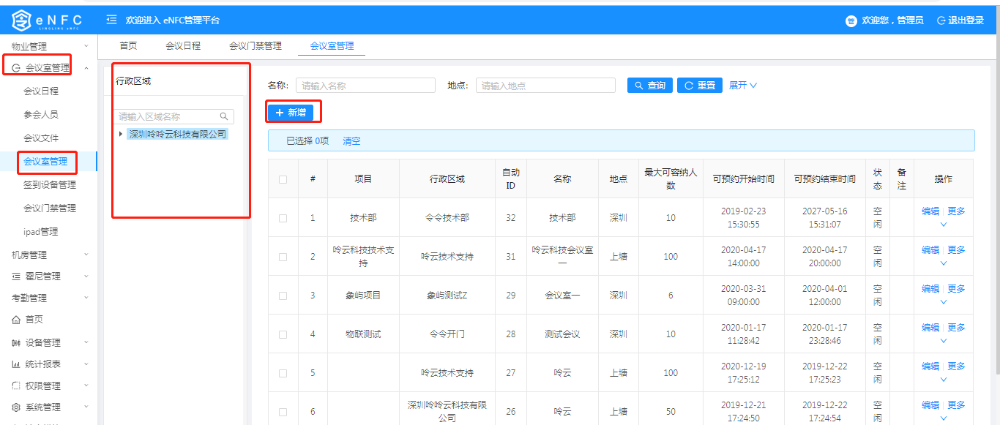 eNFC
LINGLING eNFC
欢迎进入 eNFC管理平台
欢迎您，管理员
退出登录
物业管理
会议室管理
会议日程
参会人员
会议文件
会议室管理
签到设备管理
会议门禁管理
ipad管理
机房管理
霍尼管理
考勤管理
首页
设备管理
统计报表
权限管理
系统管理
首页 会议日程 会议门禁管理 会议室管理
行政区域
请输入区域名称
深圳呤呤云科技有限公司
名称: 请输入名称 地点: 请输入地点 查询 重置 展开
新增
已选择 0项 清空
# 项目 行政区域 自动ID 名称 地点 最大可容纳人数 可预约开始时间 可预约结束时间 状态 备注 操作
1 技术部 令令技术部 32 技术部 深圳 10 2019-02-23 15:30:55 2027-05-16 15:31:07 空闲 编辑 更多
2 呤云科技技术支持 呤云技术支持 31 呤云科技会议室一 上塘 100 2020-04-17 14:00:00 2020-04-17 20:00:00 空闲 编辑 更多
3 象屿项目 象屿测试Z 29 会议室一 深圳 6 2020-03-31 09:00:00 2020-04-01 12:00:00 空闲 编辑 更多
4 物联测试 令令开门 28 测试会议 深圳 10 2020-01-17 11:28:42 2020-01-17 23:28:46 空闲 编辑 更多
5 呤云技术支持 27 呤云 上塘 100 2020-12-19 17:25:12 2019-12-22 17:25:23 空闲 编辑 更多
6 深圳呤呤云科技有限公司 26 呤云 上塘 50 2019-12-21 17:24:50 2019-12-22 17:24:54 空闲 编辑 更多